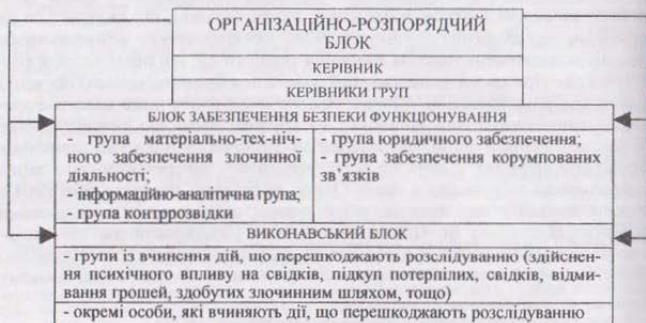 ОРГАНІЗАЦІЙНО-РОЗПОРЯДЧИЙ
БЛОК
КЕРІВНИК
КЕРІВНИКИ ГРУП
БЛОК ЗАБЕЗПЕЧЕННЯ БЕЗПЕКИ ФУНКЦІОНУВАННЯ
- група матеріально-тех-ніч-
ного забезпечення злочинної
діяльності;
- інформаційно-аналітична група;
- група контррозвідки
- група юридичного забезпечення;
- група забезпечення корумпованих
зв’язків
ВИКОНАВСЬКИЙ БЛОК
- групи із вчинення дій, що перешкоджають розслідуванню (здійснен-
ня психічного впливу на свідків, підкуп потерпілих, свідків, відми-
вання грошей, здобутих злочинним шляхом, тощо)
- окремі особи, які вчиняють дії, що перешкоджають розслідуванню